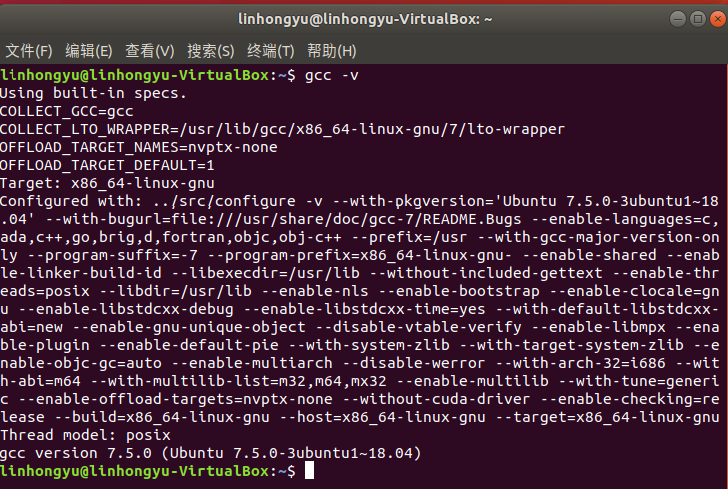 linhongyu@linhongyu-VirtualBox: ~
文件(F) 编辑(E) 查看(V) 搜索(S) 终端(T) 帮助(H)
linhongyu@linhongyu-VirtualBox:~$ gcc -v
Using built-in specs.
COLLECT_GCC=gcc
COLLECT_LTO_WRAPPER=/usr/lib/gcc/x86_64-linux-gnu/7/lto-wrapper
OFFLOAD_TARGET_NAMES=nvptx-none
OFFLOAD_TARGET_DEFAULT=1
Target: x86_64-linux-gnu
Configured with: ../src/configure -v --with-pkgversion='Ubuntu 7.5.0-3ubuntu1~18
.04' --with-bugurl=file:///usr/share/doc/gcc-7/README.Bugs --enable-languages=c,
ada,c++,go,brig,d,fortran,objc,obj-c++ --prefix=/usr --with-gcc-major-version-on
ly --program-suffix=-7 --program-prefix=x86_64-linux-gnu- --enable-shared --enab
le-linker-build-id --libexecdir=/usr/lib --without-included-gettext --enable-thr
eads=posix --libdir=/usr/lib --enable-nls --enable-bootstrap --enable-clocale=gn
u --enable-libstdcxx-debug --enable-libstdcxx-time=yes --with-default-libstdcxx-
abi=new --enable-gnu-unique-object --disable-vtable-verify --enable-libmpx --ena
ble-plugin --enable-default-pie --with-system-zlib --with-target-system-zlib --e
nable-objc-gc=auto --enable-multiarch --disable-werror --with-arch-32=i686 --wit
h-abi=m64 --with-multilib-list=m32,m64,mx32 --enable-multilib --with-tune=generi
c --enable-offload-targets=nvptx-none --without-cuda-driver --enable-checking=re
lease --build=x86_64-linux-gnu --host=x86_64-linux-gnu --target=x86_64-linux-gnu
Thread model: posix
gcc version 7.5.0 (Ubuntu 7.5.0-3ubuntu1~18.04)
linhongyu@linhongyu-VirtualBox:~$